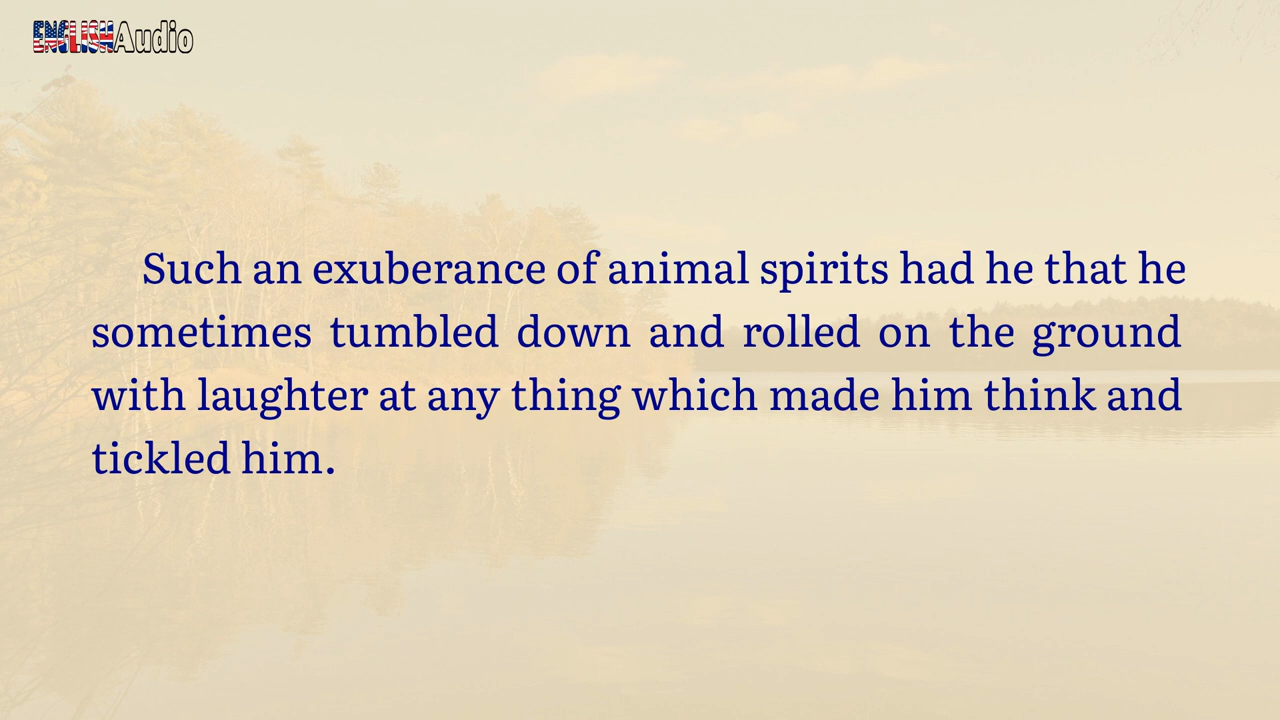 ENGLISHAudio
Such an exuberance of animal spirits had he that he
sometimes tumbled down and rolled on the ground
with laughter at any thing which made him think and
tickled him.